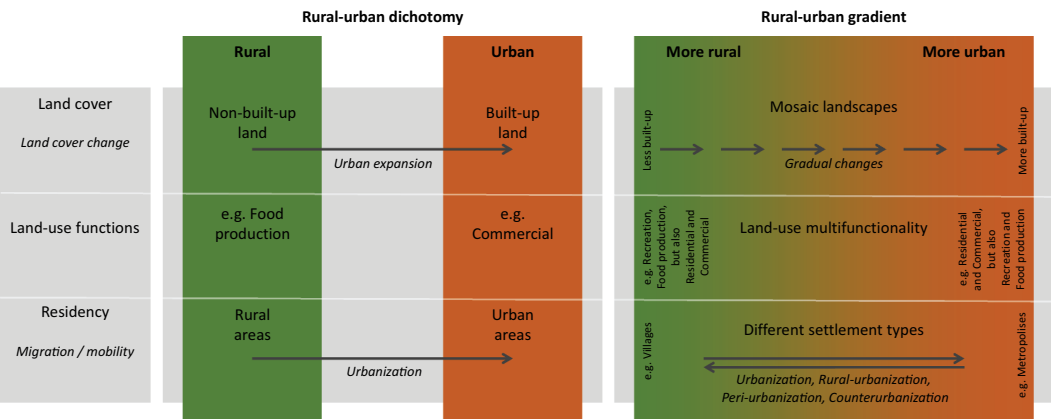 Rural-urban dichotomy
Rural-urban gradient
Rural
Urban
More rural
More urban
Land cover
Land cover change
Non-built-up
land
Built-up
land
Urban expansion
Less built-up
Mosaic landscapes
Gradual changes
More built-up
Land-use functions
e.g. Food
production
e.g.
Commercial
e.g. Recreation,
Food production,
but also
Residential and
Commercial
Land-use multifunctionality
e.g. Residential
and Commercial,
but also
Recreation and
Food production
Residency
Migration / mobility
Rural
areas
Urban
areas
Urbanization
e.g. Villages
Different settlement types
Urbanization, Rural-urbanization,
Peri-urbanization, Counterurbanization
e.g. Metropolises